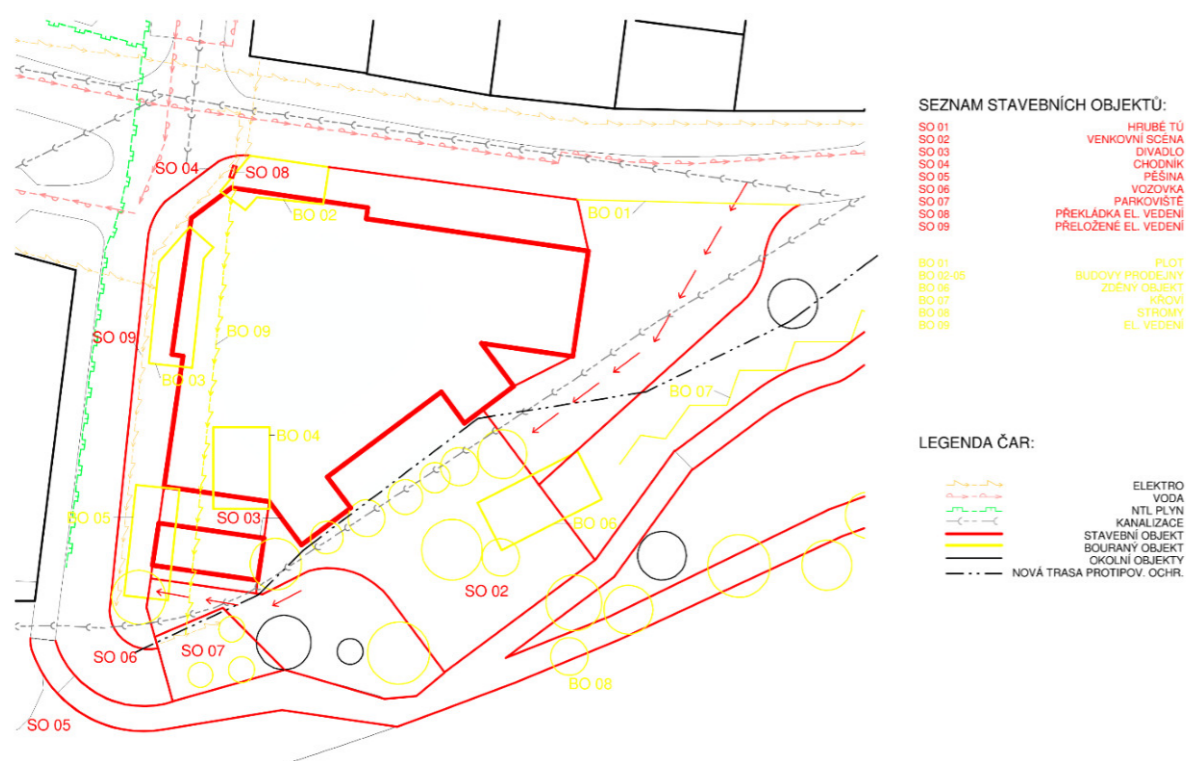 SO 04
SO 08
BO 02
BO 01
SO 09
BO 09
BO 03
BO 07
BO 04
BO 05
SO 03
BO 06
SO 02
SO 06
SO 07
BO 08
SO 05
SEZNAM STAVEBNÍCH OBJEKTŮ:
SO 01 HRUBÉ TÚ
SO 02 VENKOVNÍ SCÉNA
SO 03 DIVADLO
SO 04 CHODNÍK
SO 05 PĚŠINA
SO 06 VOZOVKA
SO 07 PARKOVIŠTĚ
SO 08 PŘEKLÁDKA EL. VEDENÍ
SO 09 PŘELOŽENÉ EL. VEDENÍ
BO 01 PLOT
BO 02-05 BUDOVY PRODEJNY
BO 06 ZDĚNÝ OBJEKT
BO 07 KŘOVÍ
BO 08 STROMY
BO 09 EL. VEDENÍ
LEGENDA ČAR:
ELEKTRO
VODA
NTL PLYN
KANALIZACE
STAVEBNÍ OBJEKT
BOURANÝ OBJEKT
OKOLNÍ OBJEKTY
NOVÁ TRASA PROTIPOV. OCHR.